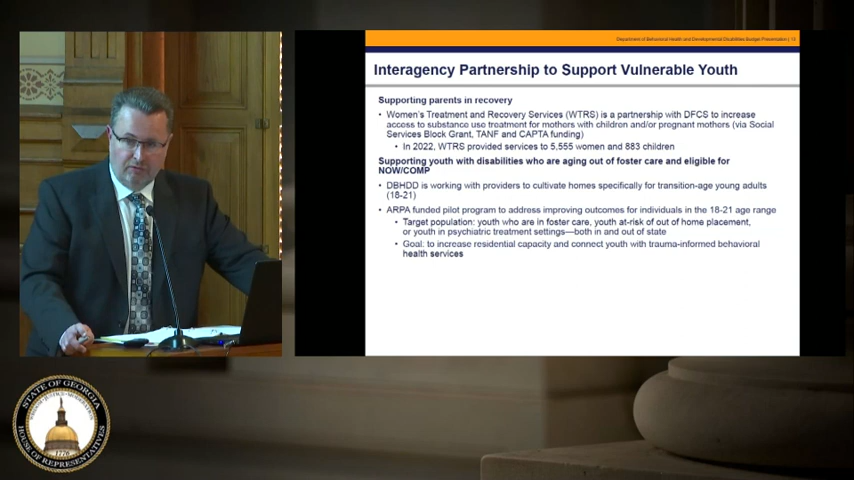 Department of Behavioral Health and Developmental Disabilities Budget Presentation | 13
Interagency Partnership to Support Vulnerable Youth
Supporting parents in recovery
• Women's Treatment and Recovery Services (WTRS) is a partnership with DFCS to increase
access to substance use treatment for mothers with children and/or pregnant mothers (via Social
Services Block Grant, TANF and CAPTA funding)
• In 2022, WTRS provided services to 5,555 women and 883 children
Supporting youth with disabilities who are aging out of foster care and eligible for
NOW/COMP
• DBHDD is working with providers to cultivate homes specifically for transition-age young adults
(18-21)
• ARPA funded pilot program to address improving outcomes for individuals in the 18-21 age range
• Target population: youth who are in foster care, youth at-risk of out of home placement,
or youth in psychiatric treatment settings—both in and out of state
• Goal: to increase residential capacity and connect youth with trauma-informed behavioral
health services
STATE OF GEORGIA
1776
HOUSE OF REPRESENTATIVES